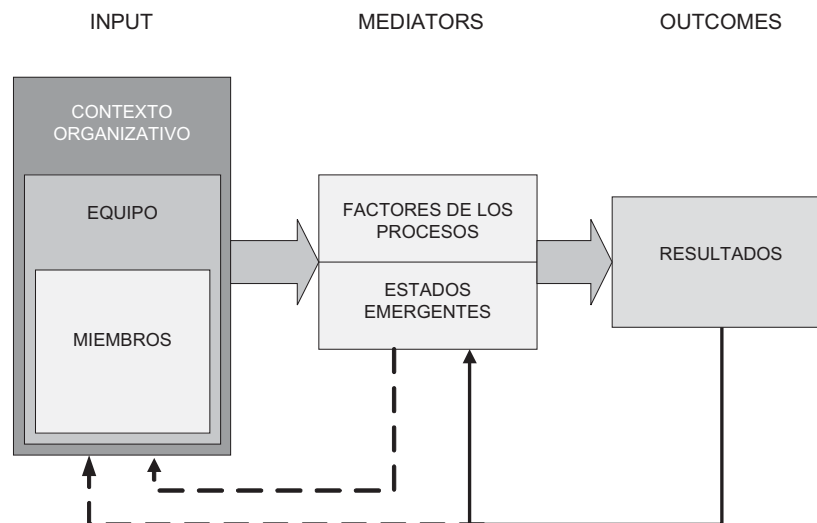 INPUT
MEDIATORS
OUTCOMES
CONTEXTO
ORGANIZATIVO
EQUIPO
MIEMBROS
FACTORES DE LOS
PROCESOS
ESTADOS
EMERGENTES
RESULTADOS